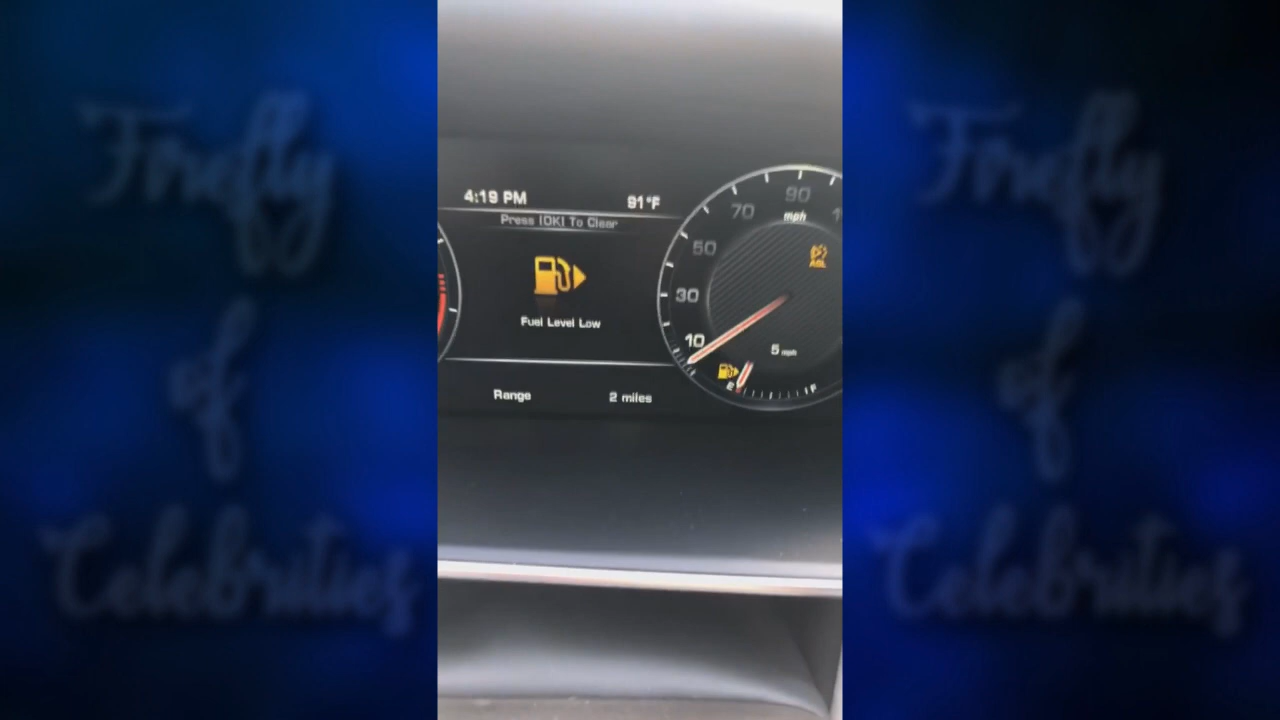 Firefly
of
Celebrities
4:19 PM
91°F
Press [OK] To Clear
Fuel Level Low
Range
2 miles
90
70
mph
50
30
10
5 mph
E
F
Firefly
of
Celebrities